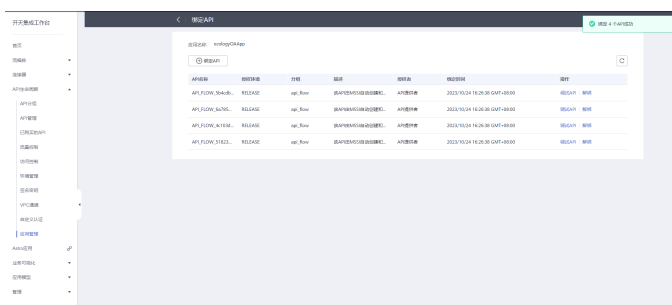 开天集成工作台
绑定API
绑定 4 个API成功
首页
流编排
连接器
API全生命周期
API分组
API管理
已购买的API
流量控制
访问控制
环境管理
签名密钥
VPC通道
自定义认证
应用管理
Astro应用
业务可视化
应用模型
管理
应用名称 ecologyOAApp
绑定API
API名称 授权环境 分组 描述 授权者 绑定时间 操作
RELEASE api_flow 该API由MSSI自动创建和... API提供者 2023/10/24 16:26:38 GMT+08:00 调试API 解绑
API_FLOW_6a785... RELEASE api_flow 该API由MSSI自动创建和... API提供者 2023/10/24 16:26:38 GMT+08:00 调试API 解绑
API_FLOW_4c1034... RELEASE api_flow 该API由MSSI自动创建和... API提供者 2023/10/24 16:26:38 GMT+08:00 调试API 解绑
API_FLOW_51823... RELEASE api_flow 该API由MSSI自动创建和... API提供者 2023/10/24 16:26:38 GMT+08:00 调试API 解绑